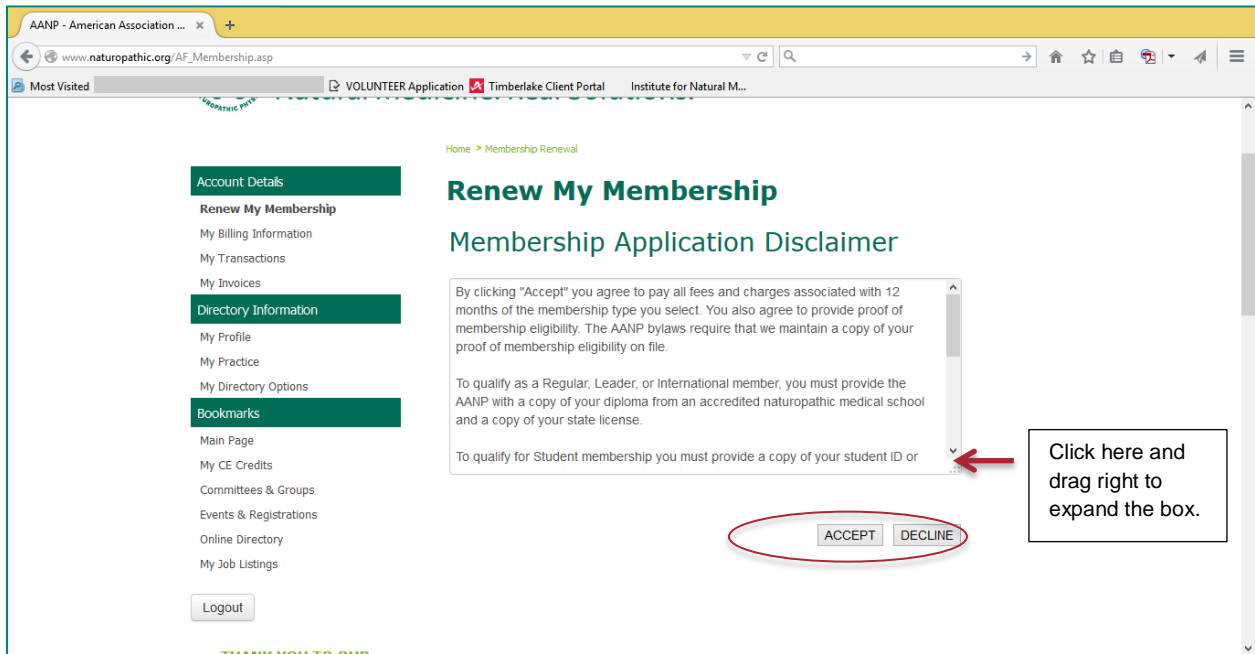 AANP - American Association ... × +
www.naturopathic.org/AF_Membership.asp
Most Visited VOLUNTEER Application Timberlake Client Portal Institute for Natural M...
Home > Membership Renewal
Account Details
Renew My Membership
My Billing Information
My Transactions
My Invoices
Directory Information
My Profile
My Practice
My Directory Options
Bookmarks
Main Page
My CE Credits
Committees & Groups
Events & Registrations
Online Directory
My Job Listings
Logout
THANK YOU TO OUR
Renew My Membership
Membership Application Disclaimer
By clicking "Accept" you agree to pay all fees and charges associated with 12
months of the membership type you select. You also agree to provide proof of
membership eligibility. The AANP bylaws require that we maintain a copy of your
proof of membership eligibility on file.
To qualify as a Regular, Leader, or International member, you must provide the
AANP with a copy of your diploma from an accredited naturopathic medical school
and a copy of your state license.
To qualify for Student membership you must provide a copy of your student ID or
ACCEPT DECLINE
Click here and
drag right to
expand the box.